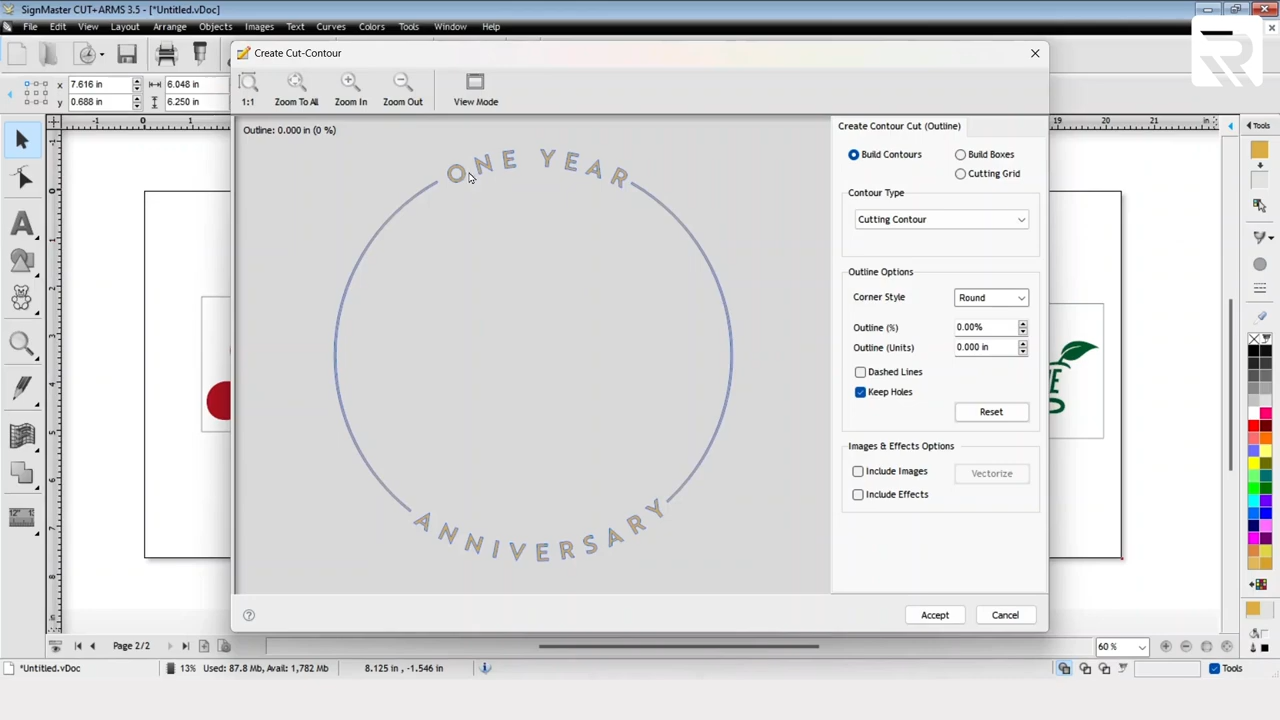 SignMaster CUT+ARMS 3.5 - [*Untitled.vDoc]
File Edit View Layout Arrange Objects Images Text Curves Colors Tools Window Help
Create Cut-Contour
x 7.616 in 6.048 in
y 0.688 in 6.250 in
1:1 Zoom To All Zoom In Zoom Out View Mode
-1 0 19 20 21
Tools
Outline: 0.000 in (0 %)
Create Contour Cut (Outline)
Build Contours Build Boxes
Cutting Grid
Contour Type
Cutting Contour
Outline Options
Corner Style Round
Outline (%) 0.00%
Outline (Units) 0.000 in
Dashed Lines
Keep Holes
Reset
Images & Effects Options
Include Images Vectorize
Include Effects
ONE YEAR
ANNIVERSARY
Accept Cancel
Page 2/2
60 %
*Untitled.vDoc 13% Used: 87.8 Mb, Avail: 1,782 Mb 8.125 in , -1.546 in Tools